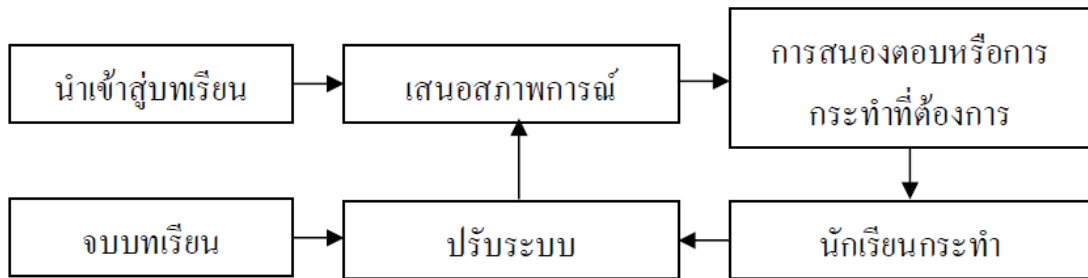 นำเข้าสู่บทเรียน
เสนอสภาพการณ์
การสนองตอบหรือการ
กระทำที่ต้องการ
จบบทเรียน
ปรับระบบ
นักเรียนกระทำ